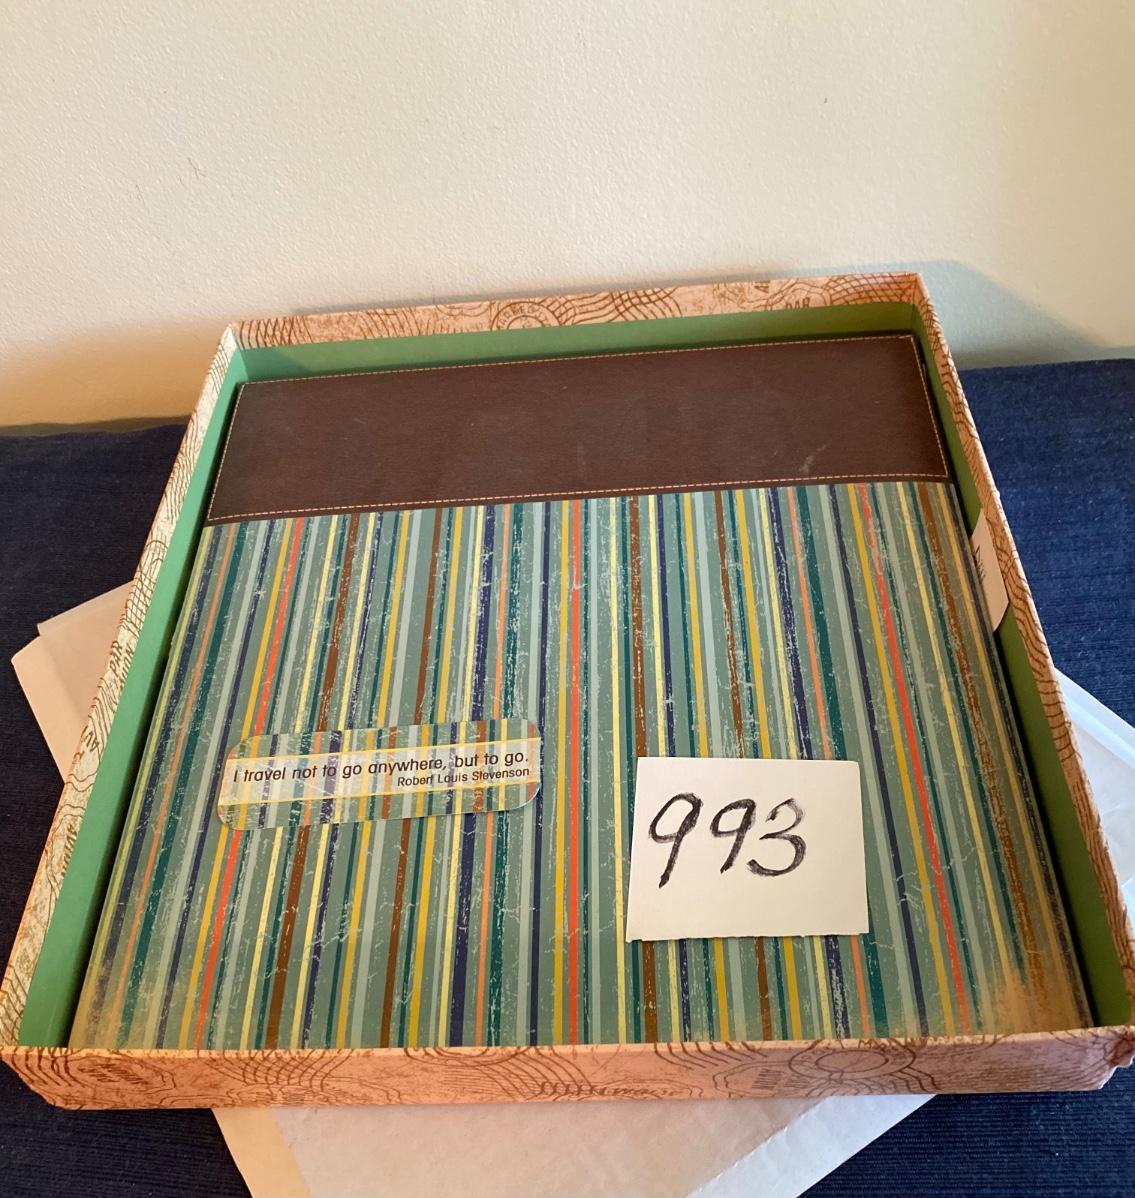 I travel not to go anywhere, but to go.
Robert Louis Stevenson
993